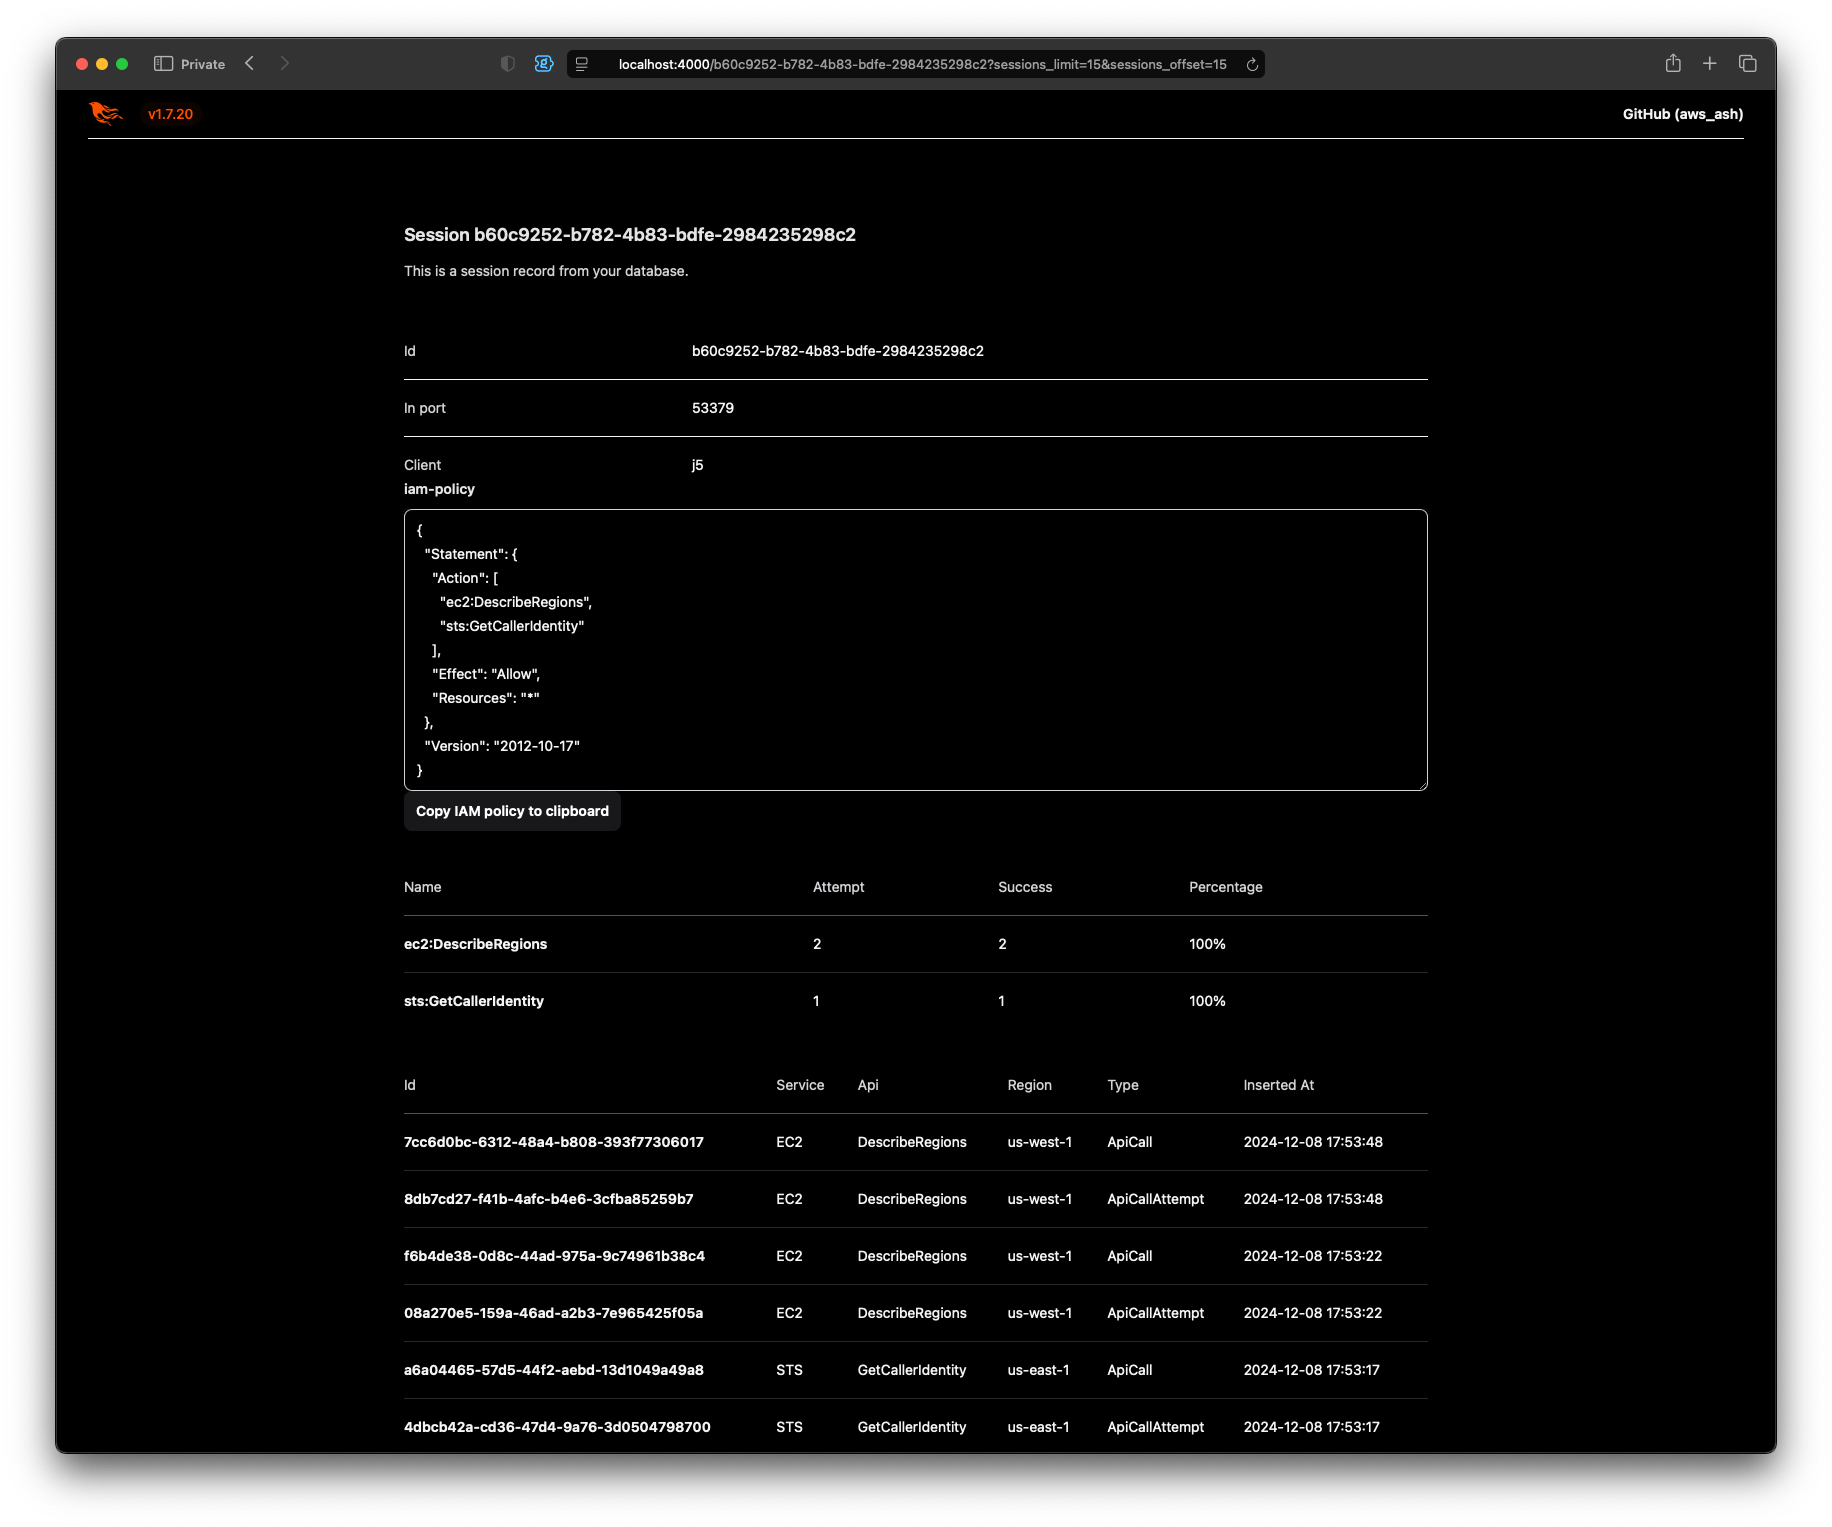 Private
localhost:4000/b60c9252-b782-4b83-bdfe-2984235298c2?sessions_limit=15&sessions_offset=15
v1.7.20
GitHub (aws_ash)
Session b60c9252-b782-4b83-bdfe-2984235298c2
This is a session record from your database.
Id b60c9252-b782-4b83-bdfe-2984235298c2
In port 53379
Client j5
iam-policy
{
  "Statement": {
    "Action": [
      "ec2:DescribeRegions",
      "sts:GetCallerIdentity"
    ],
    "Effect": "Allow",
    "Resources": "*"
  },
  "Version": "2012-10-17"
}
Copy IAM policy to clipboard
Name Attempt Success Percentage
ec2:DescribeRegions 2 2 100%
sts:GetCallerIdentity 1 1 100%
Id Service Api Region Type Inserted At
7cc6d0bc-6312-48a4-b808-393f77306017 EC2 DescribeRegions us-west-1 ApiCall 2024-12-08 17:53:48
8db7cd27-f41b-4afc-b4e6-3cfba85259b7 EC2 DescribeRegions us-west-1 ApiCallAttempt 2024-12-08 17:53:48
f6b4de38-0d8c-44ad-975a-9c74961b38c4 EC2 DescribeRegions us-west-1 ApiCall 2024-12-08 17:53:22
08a270e5-159a-46ad-a2b3-7e965425f05a EC2 DescribeRegions us-west-1 ApiCallAttempt 2024-12-08 17:53:22
a6a04465-57d5-44f2-aebd-13d1049a49a8 STS GetCallerIdentity us-east-1 ApiCall 2024-12-08 17:53:17
4dbcb42a-cd36-47d4-9a76-3d0504798700 STS GetCallerIdentity us-east-1 ApiCallAttempt 2024-12-08 17:53:17